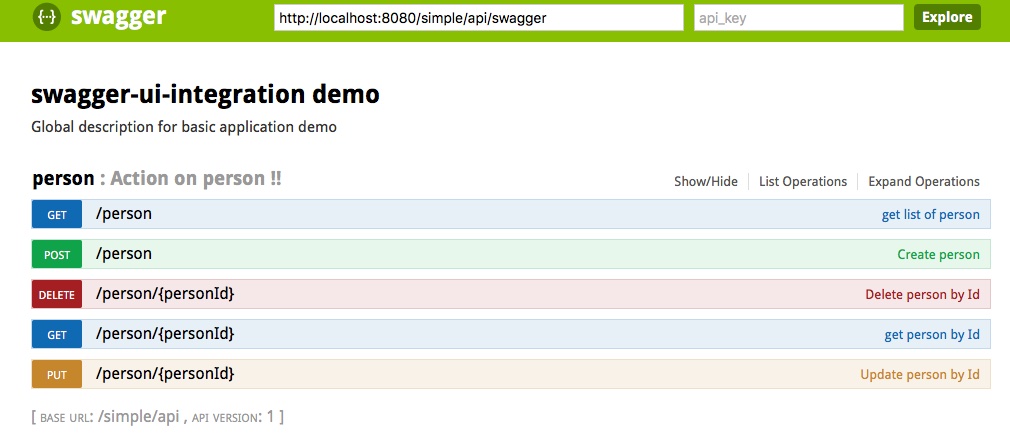 {··} swagger http://localhost:8080/simple/api/swagger api_key Explore
swagger-ui-integration demo
Global description for basic application demo
person : Action on person !! Show/Hide List Operations Expand Operations
GET /person get list of person
POST /person Create person
DELETE /person/{personId} Delete person by Id
GET /person/{personId} get person by Id
PUT /person/{personId} Update person by Id
[ BASE URL: /simple/api , API VERSION: 1 ]